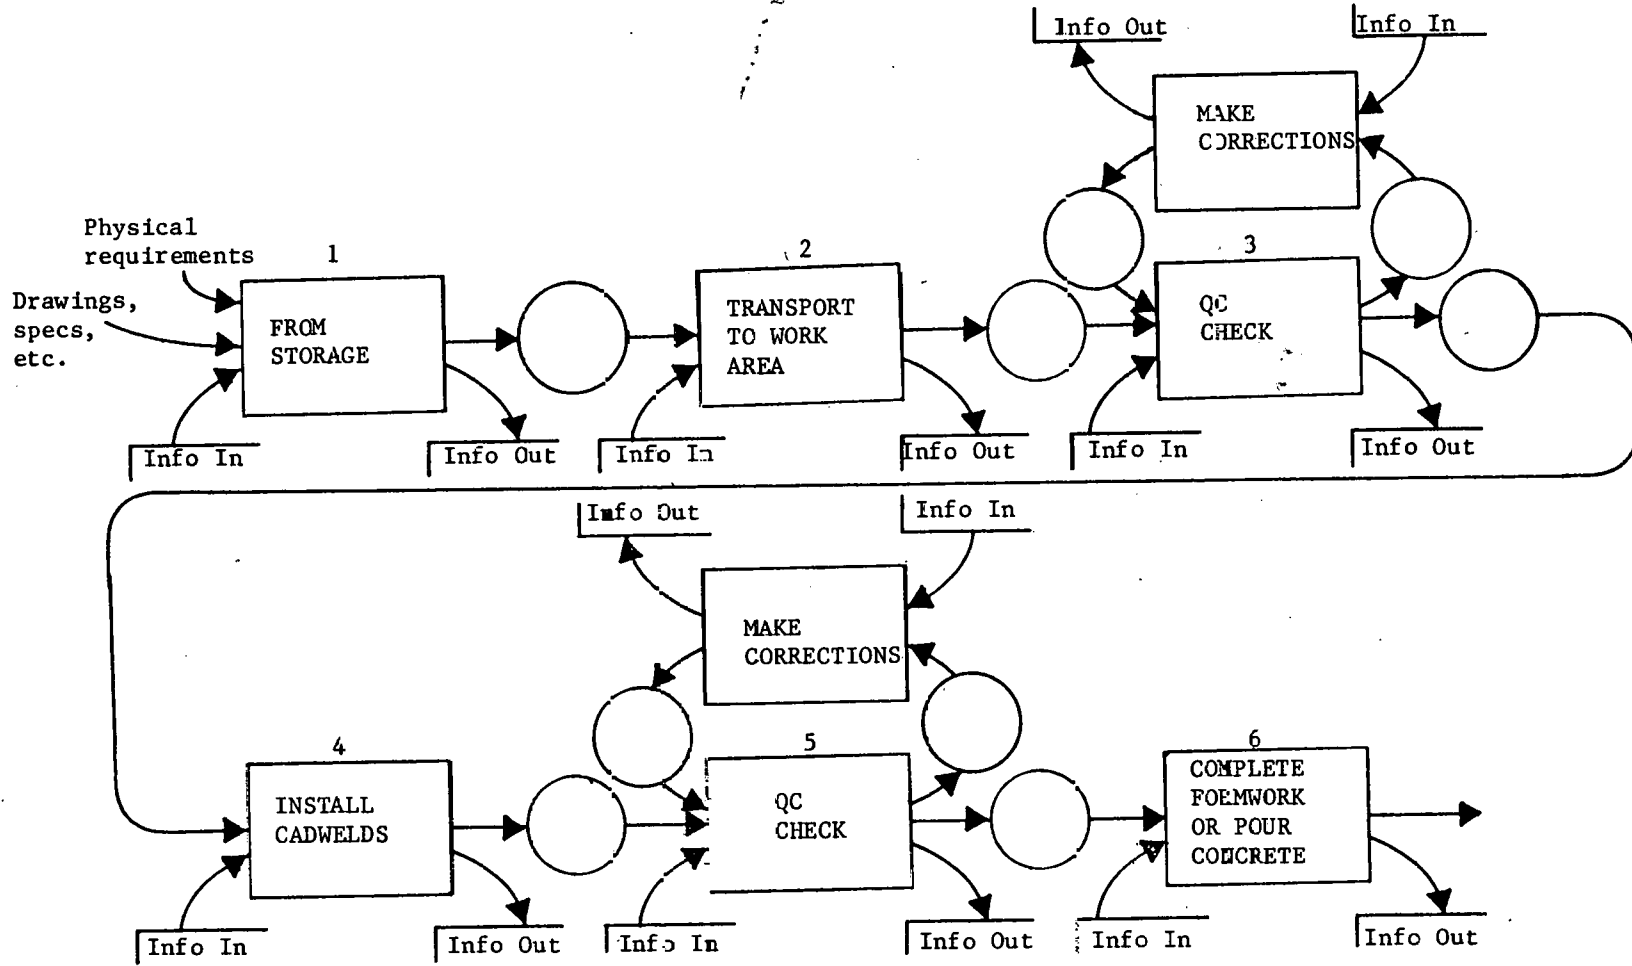 Info Out
Info In
MAKE
CORRECTIONS
Physical
requirements
Drawings,
specs,
etc.
1
FROM
STORAGE
2
TRANSPORT
TO WORK
AREA
3
QC
CHECK
Info In
Info Out
Info In
Info Out
Info In
Info Out
Info Out
Info In
MAKE
CORRECTIONS
4
INSTALL
CADWELDS
5
QC
CHECK
6
COMPLETE
FORMWORK
OR POUR
CONCRETE
Info In
Info Out
Info In
Info Out
Info In
Info Out